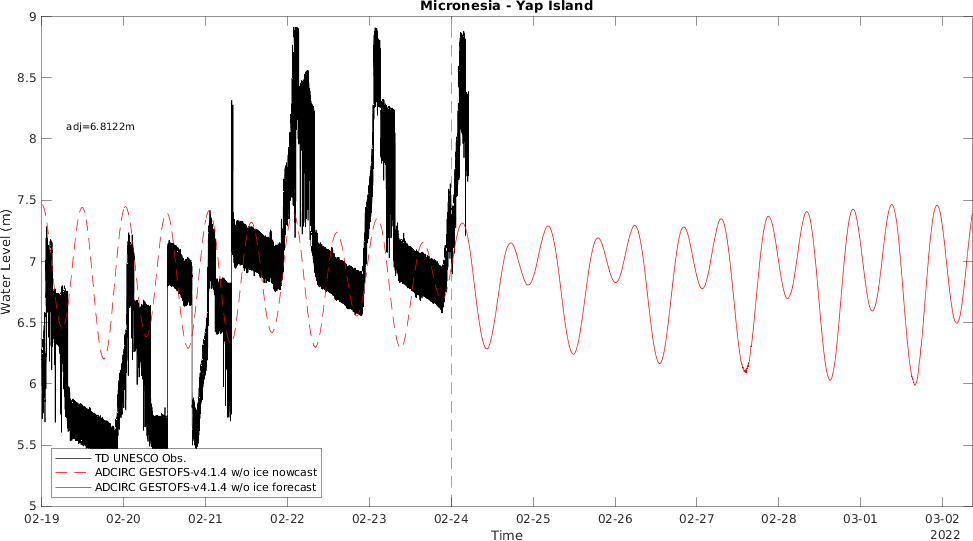 Micronesia - Yap Island
9
8.5
8
7.5
7
6.5
6
5.5
5
Water Level (m)
adj=6.8122m
TD UNESCO Obs.
ADCIRC GESTOFS-v4.1.4 w/o ice nowcast
ADCIRC GESTOFS-v4.1.4 w/o ice forecast
02-19 02-20 02-21 02-22 02-23 02-24 02-25 02-26 02-27 02-28 03-01 03-02
2022
Time